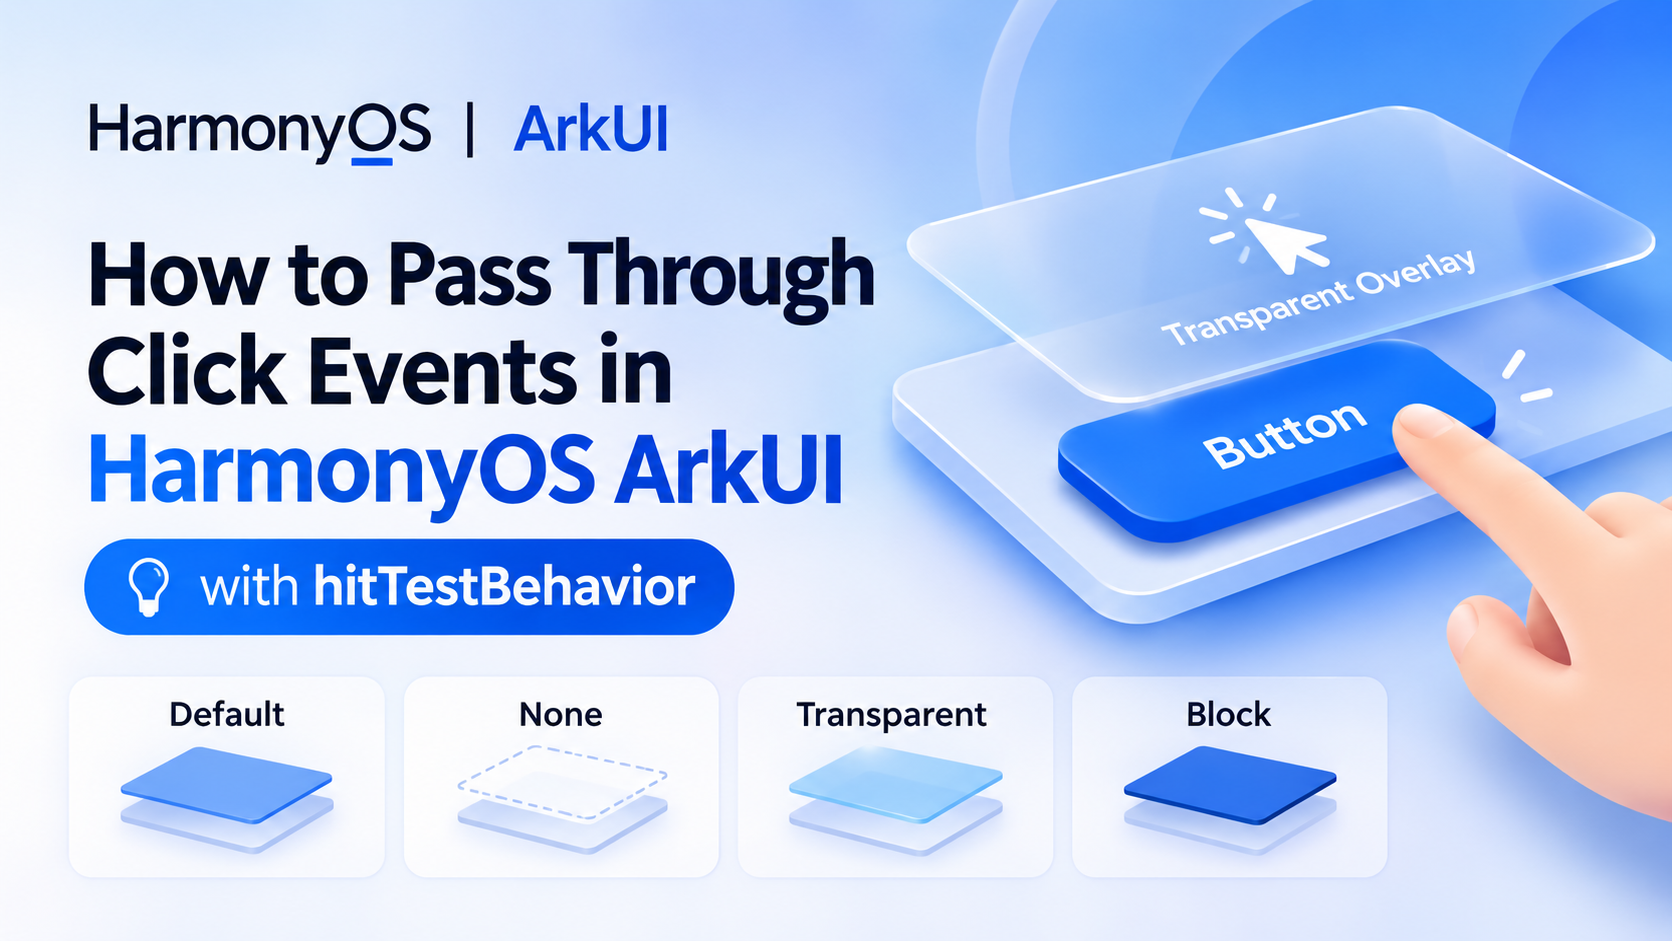 HarmonyOS | ArkUI
How to Pass Through
Click Events in
HarmonyOS ArkUI
with hitTestBehavior
Transparent Overlay
Button
Default
None
Transparent
Block